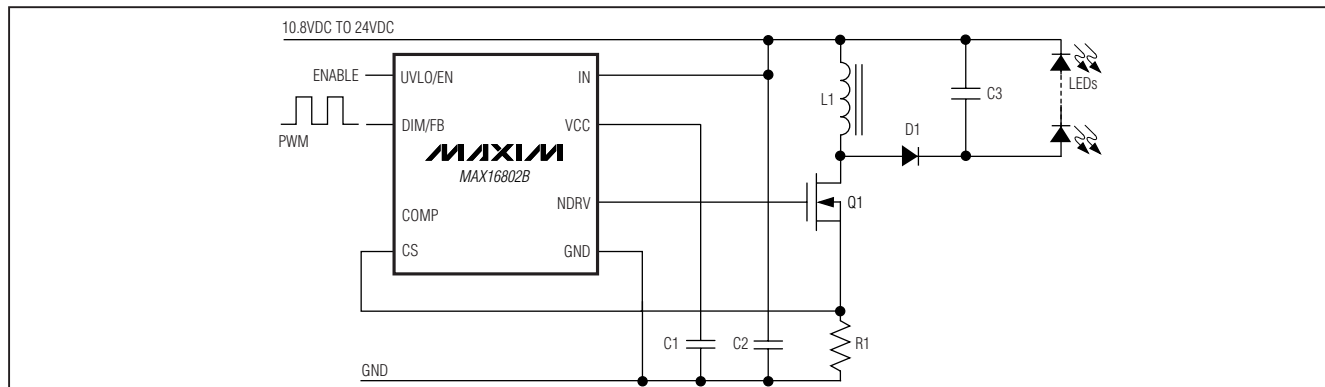 10.8VDC TO 24VDC
ENABLE
UVLO/EN
IN
LEDs
L1
C3
DIM/FB
VCC
PWM
D1
MAXIM
MAX16802B
NDRV
Q1
COMP
CS
GND
C1
C2
R1
GND